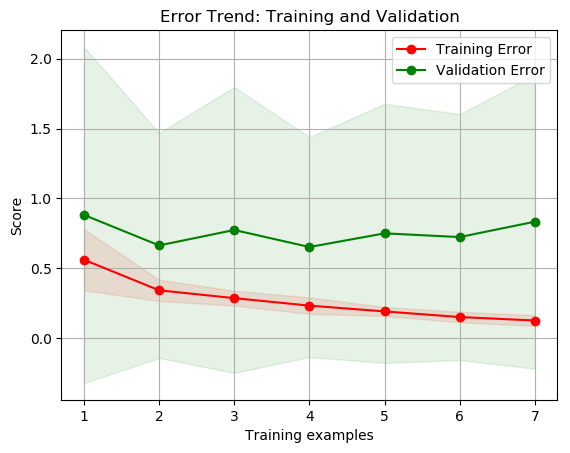 Error Trend: Training and Validation
Training Error
Validation Error
2.0
1.5
1.0
0.5
0.0
Score
1 2 3 4 5 6 7
Training examples